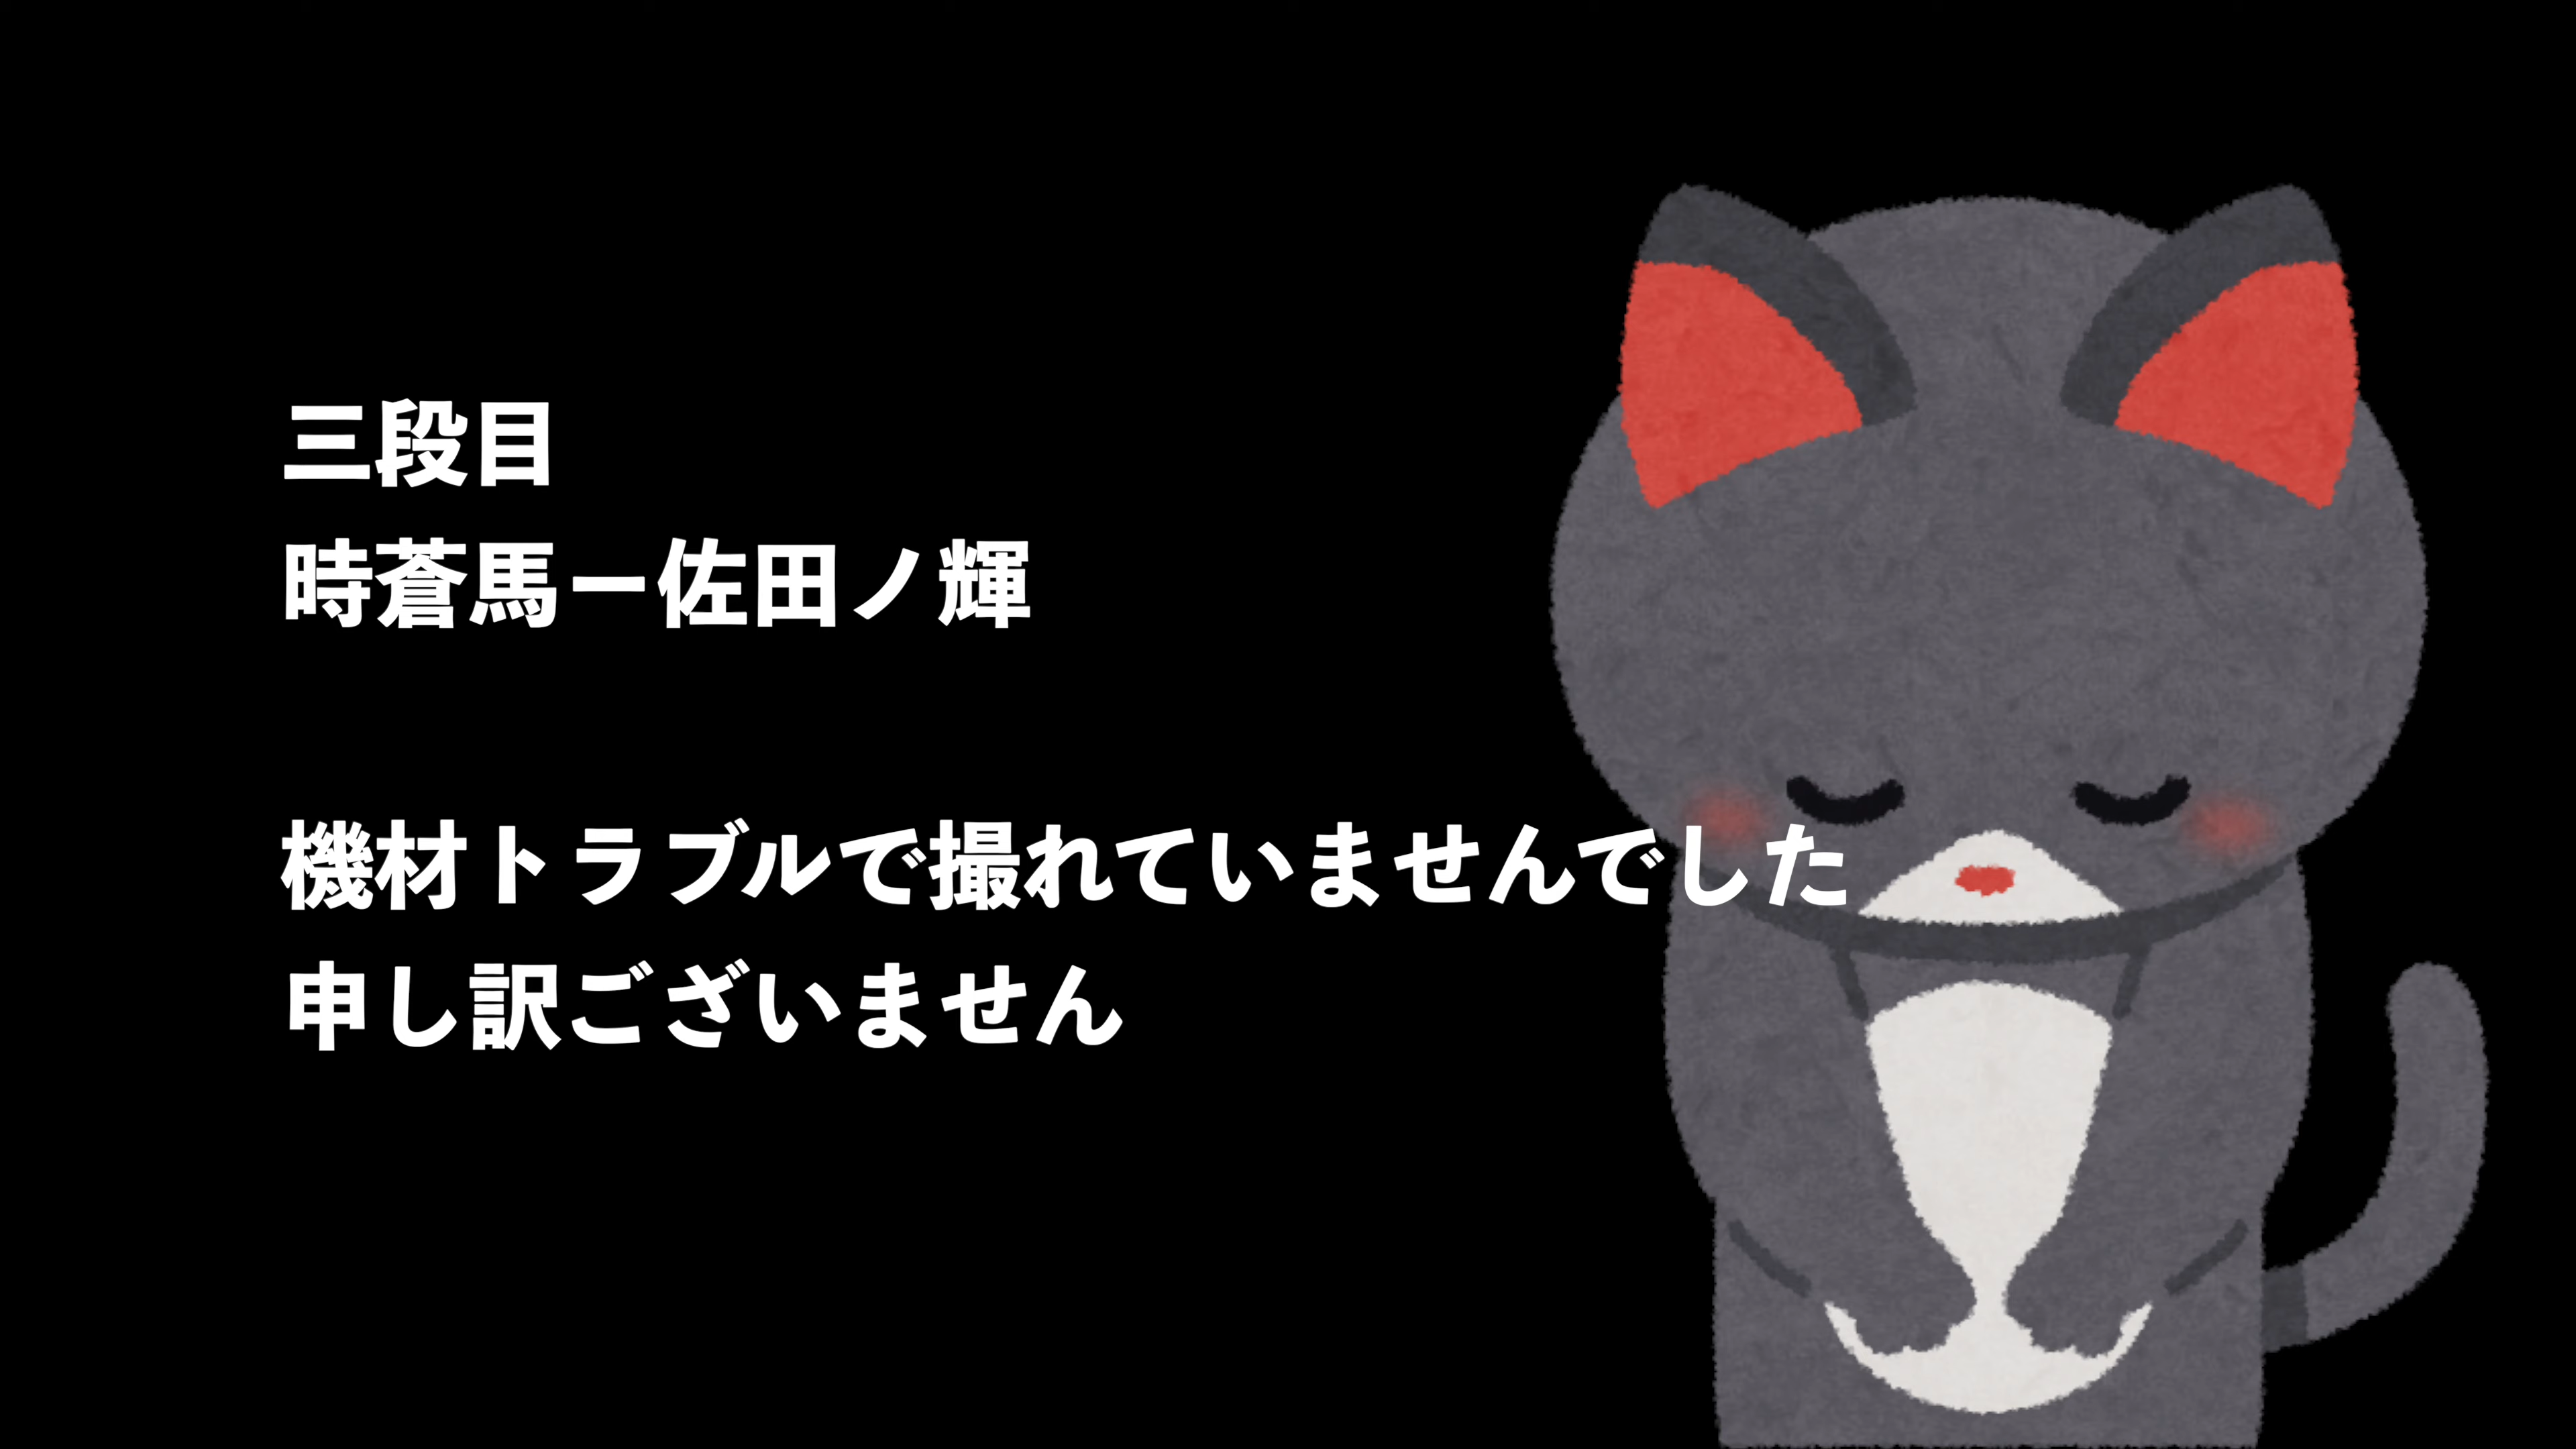 三段目
時蒼馬ー佐田ノ輝
機材トラブルで撮れていませんでした
申し訳ございません